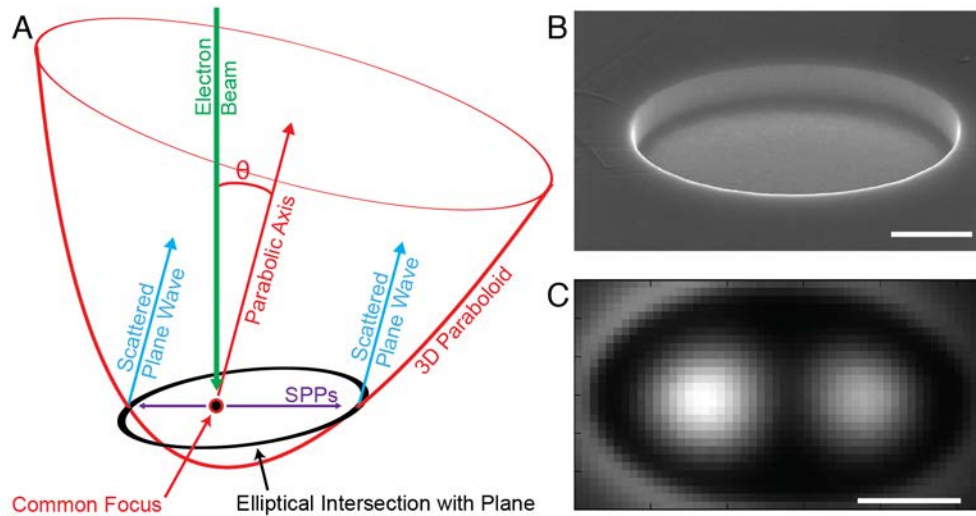 A
Electron
Beam
θ
Parabolic Axis
Scattered
Plane Wave
Scattered
Plane Wave
3D Paraboloid
SPPs
Common Focus
Elliptical Intersection with Plane
B
C